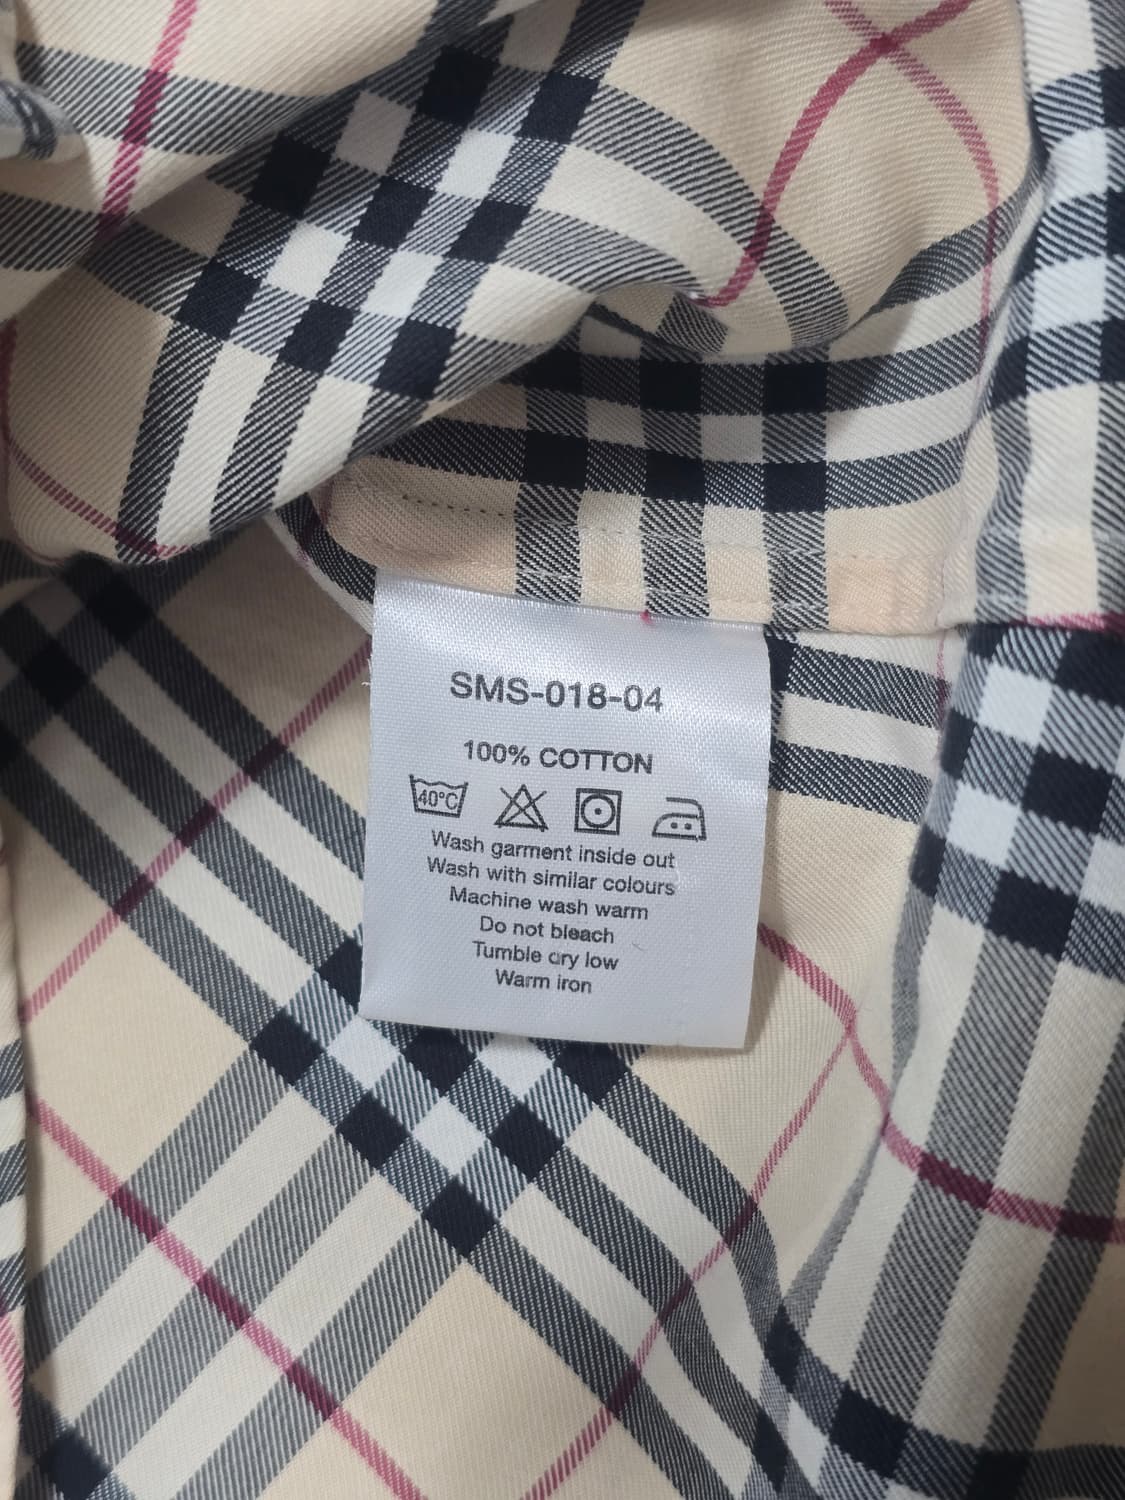 SMS-018-04
100% COTTON
40°C
Wash garment inside out
Wash with similar colours
Machine wash warm
Do not bleach
Tumble dry low
Warm iron